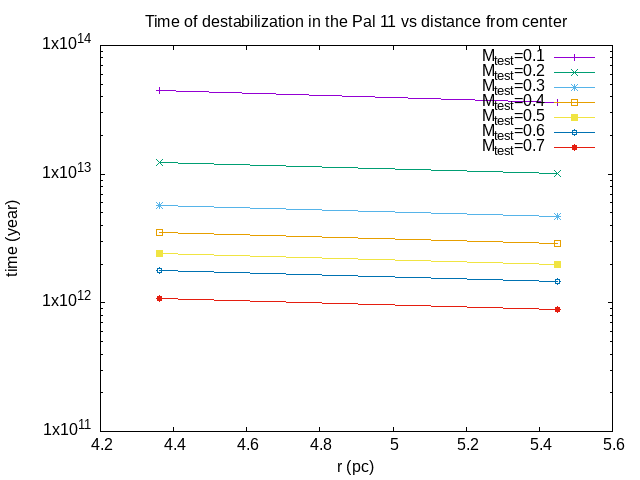 Time of destabilization in the Pal 11 vs distance from center
1x10^14
1x10^13
1x10^12
1x10^11
time (year)
M_test=0.1
M_test=0.2
M_test=0.3
M_test=0.4
M_test=0.5
M_test=0.6
M_test=0.7
4.2 4.4 4.6 4.8 5 5.2 5.4 5.6
r (pc)